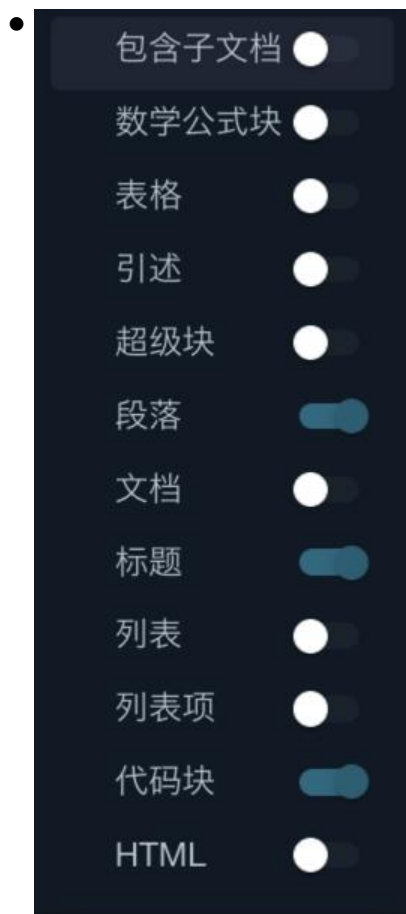 包含子文档
数学公式块
表格
引述
超级块
段落
文档
标题
列表
列表项
代码块
HTML